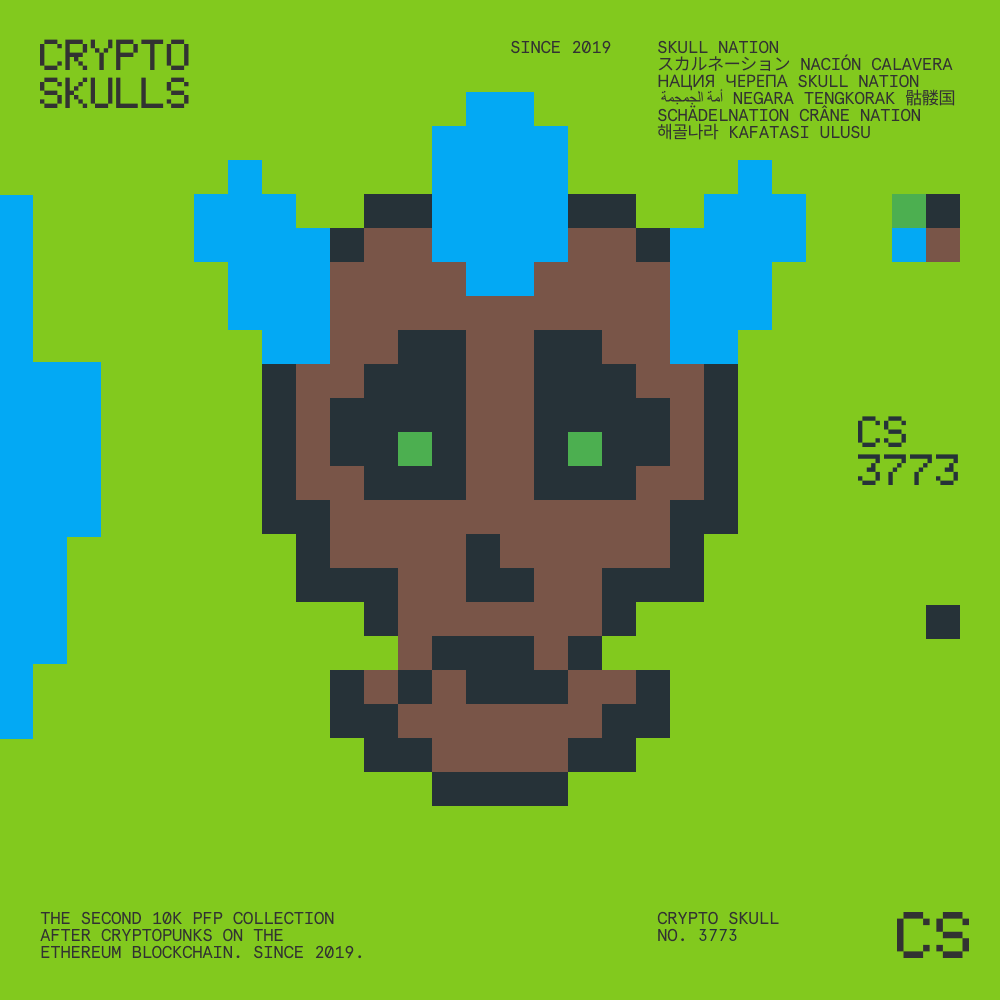 CRYPTO
SKULLS
SINCE 2019
SKULL NATION
スカルネーション NACIÓN CALAVERA
НАЦИЯ ЧЕРЕПА SKULL NATION
أمة الجمجمة NEGARA TENGKORAK 骷髅国
SCHÄDELNATION CRÂNE NATION
해골나라 KAFATASI ULUSU
CS
3773
THE SECOND 10K PFP COLLECTION
AFTER CRYPTOPUNKS ON THE
ETHEREUM BLOCKCHAIN. SINCE 2019.
CRYPTO SKULL
NO. 3773
CS